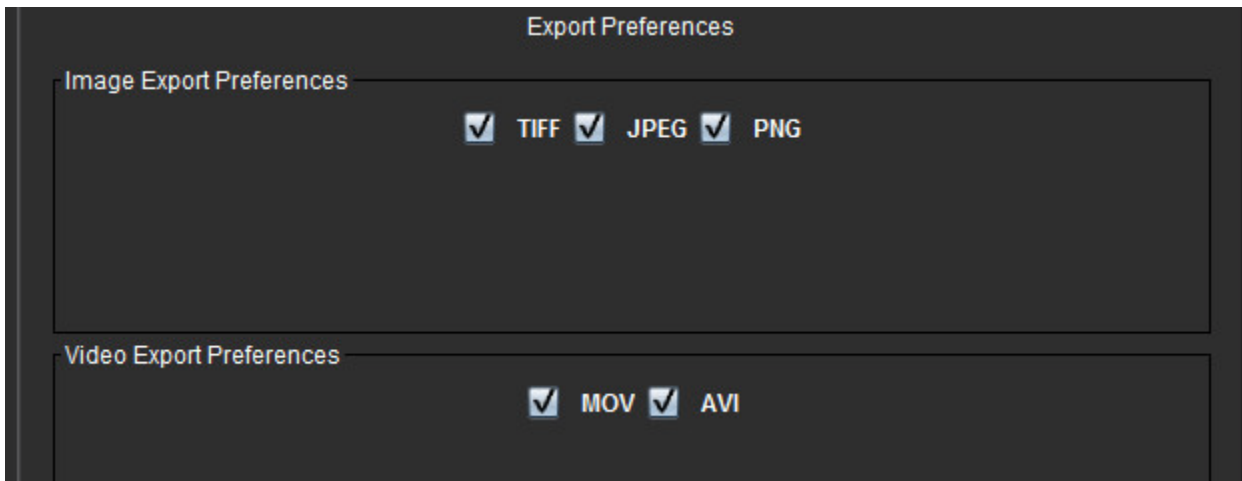 Export Preferences
Image Export Preferences
TIFF JPEG PNG
Video Export Preferences
MOV AVI